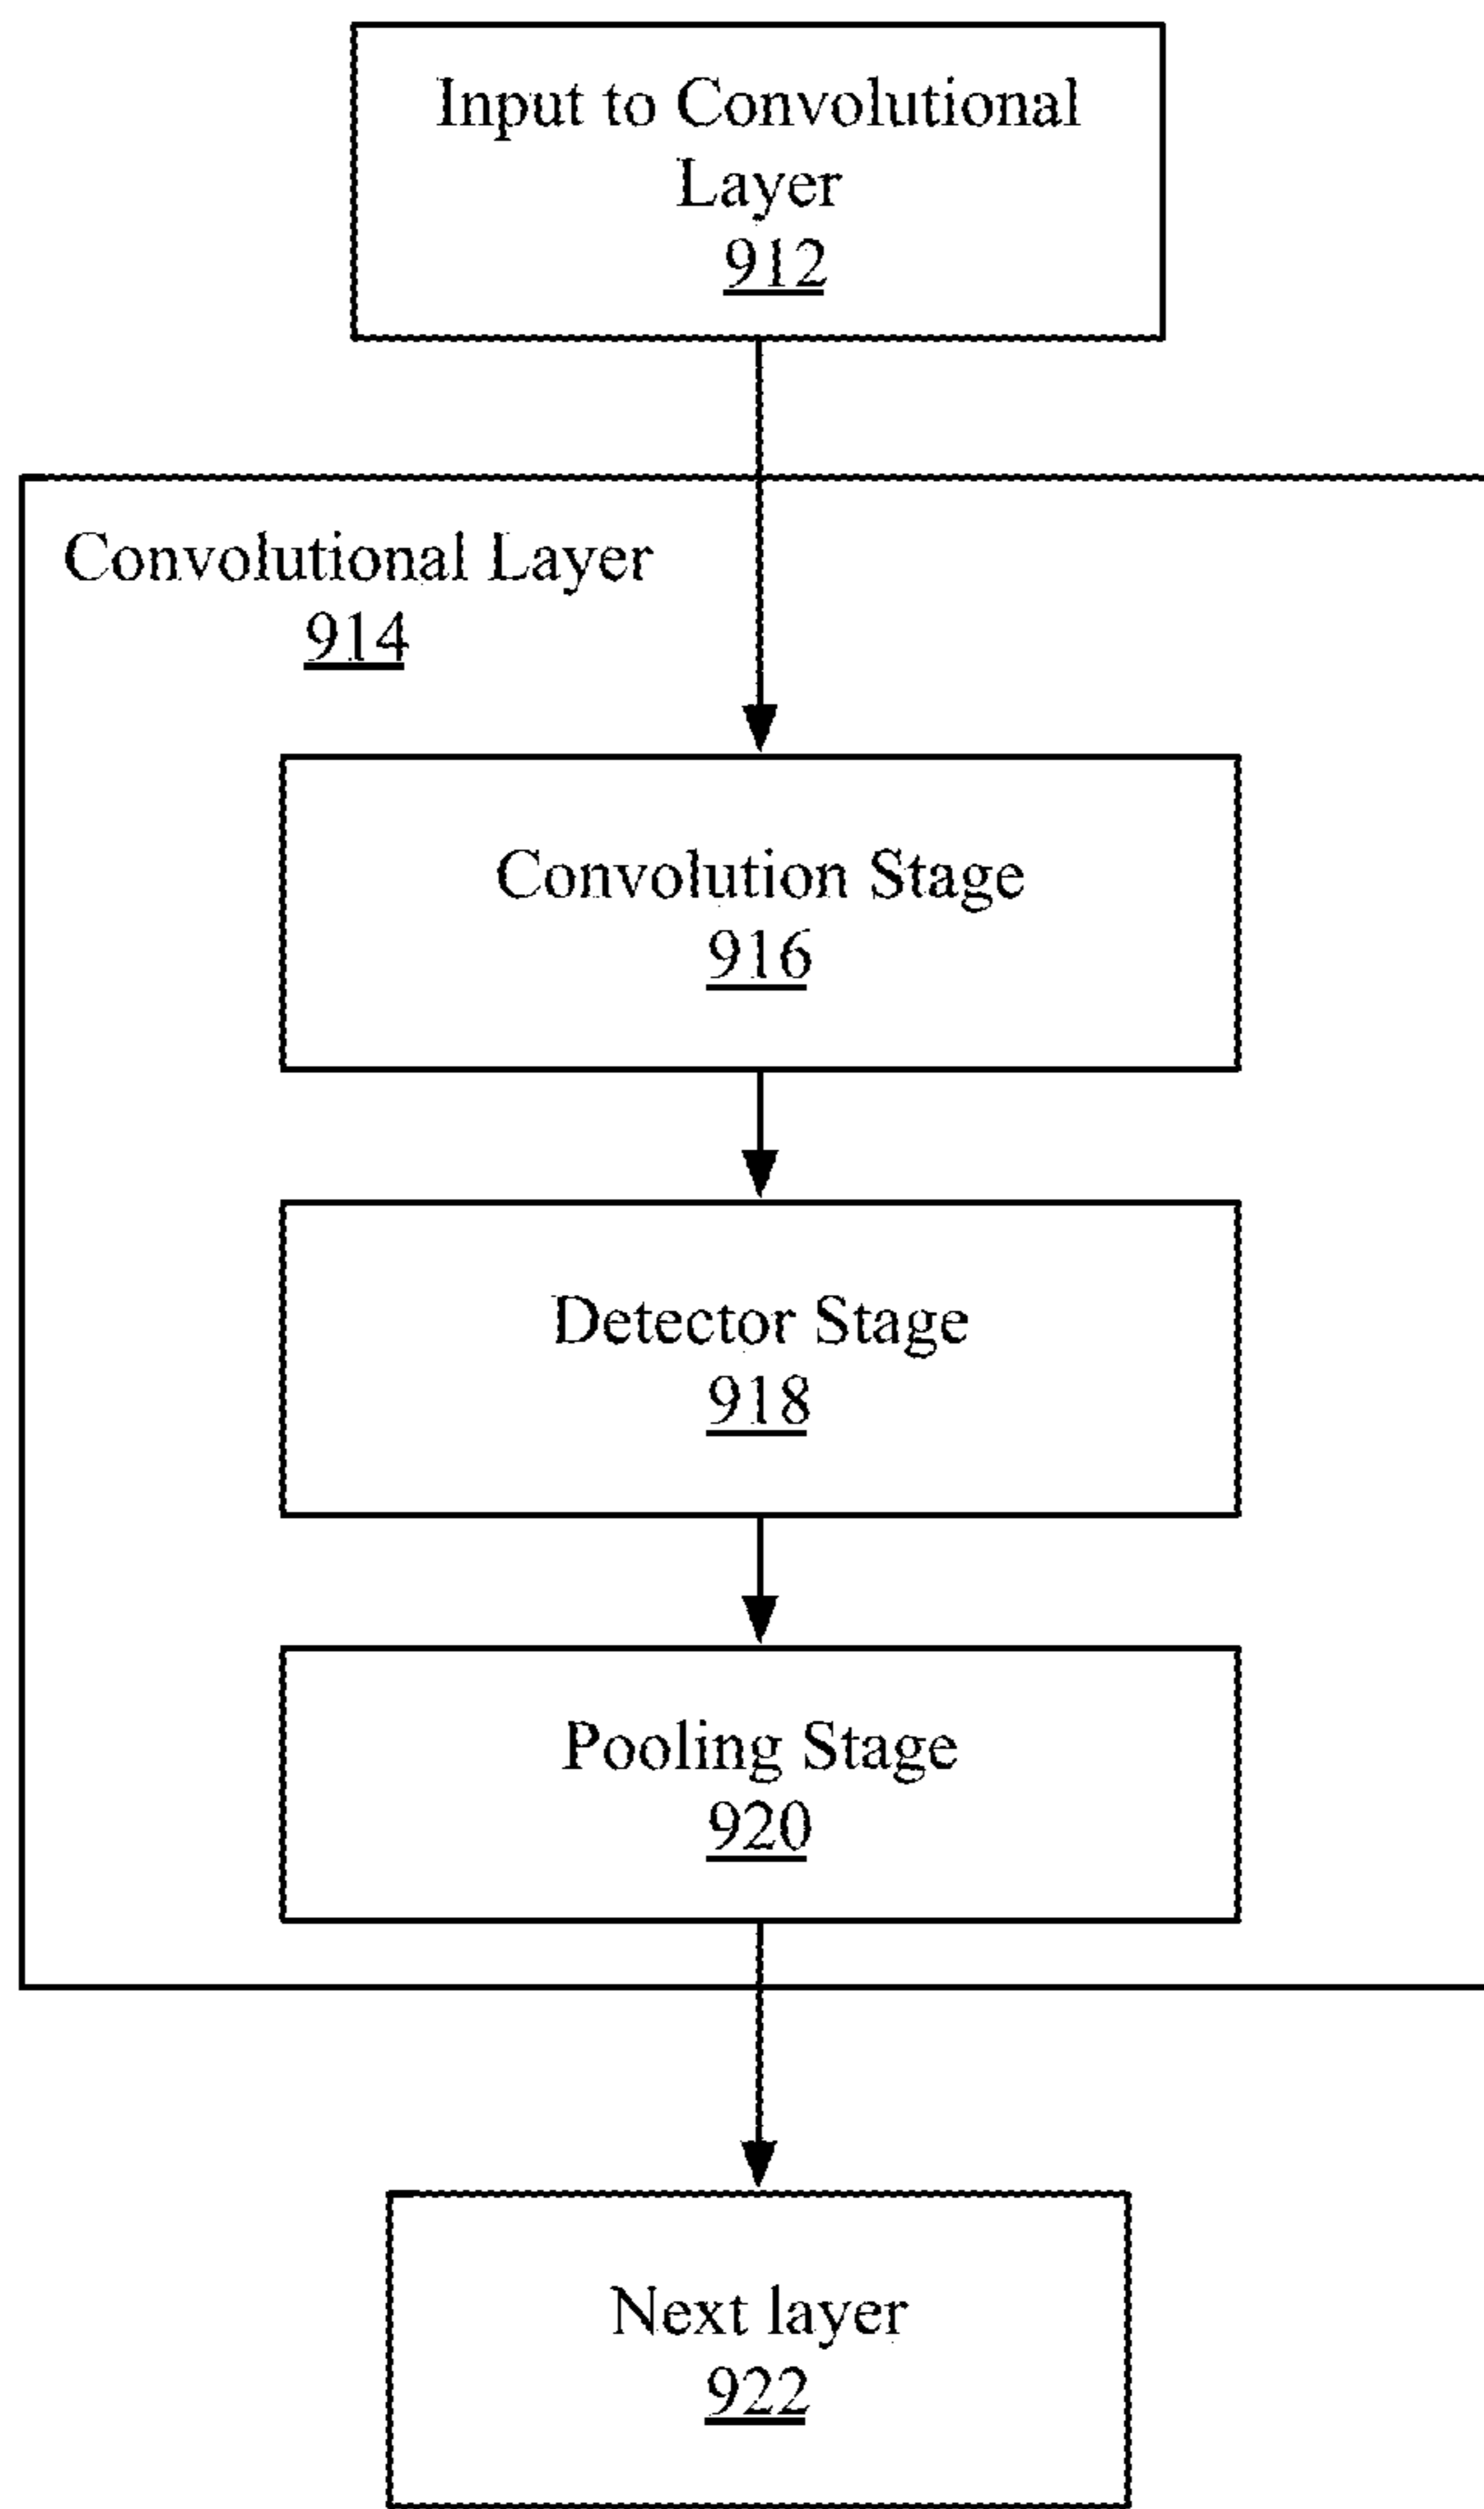 Input to Convolutional
Layer
912
Convolutional Layer
914
Convolution Stage
916
Detector Stage
918
Pooling Stage
920
Next layer
922